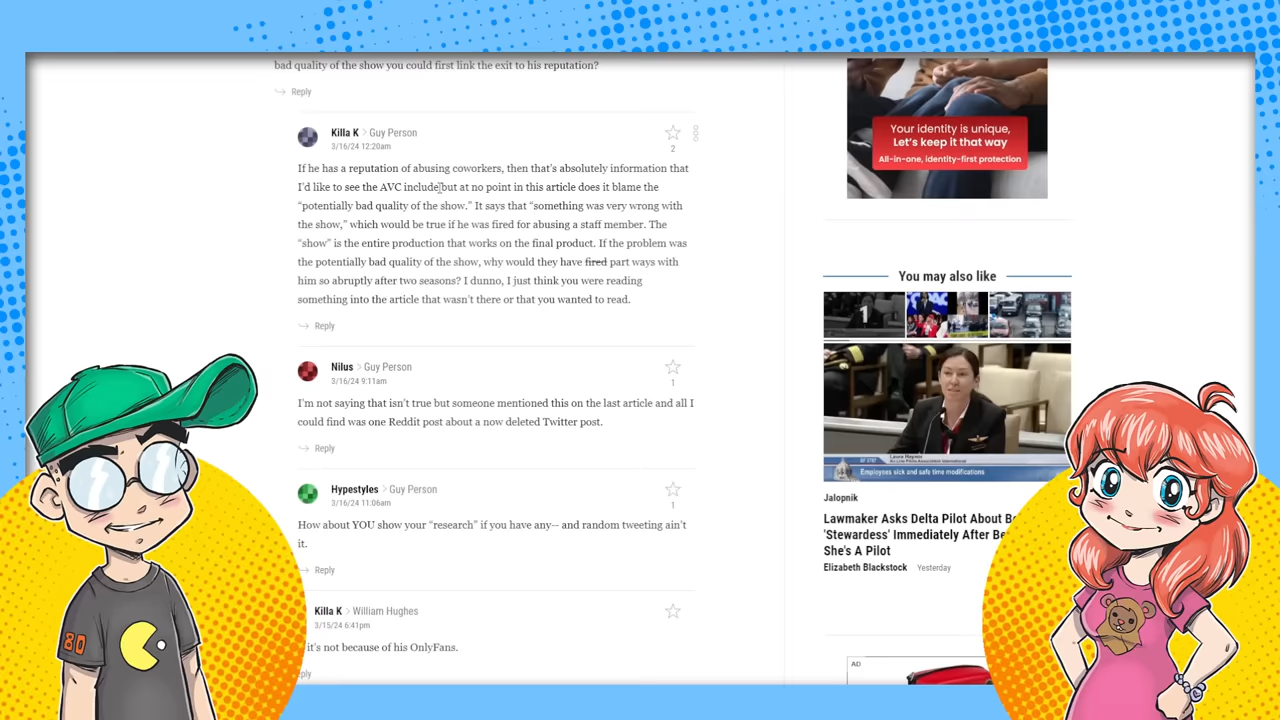 bad quality of the show you could first link the exit to his reputation?
Reply
Killa K > Guy Person
3/16/24 12:20am
2
If he has a reputation of abusing coworkers, then that's absolutely information that
I'd like to see the AVC include but at no point in this article does it blame the
“potentially bad quality of the show.” It says that “something was very wrong with
the show,” which would be true if he was fired for abusing a staff member. The
“show” is the entire production that works on the final product. If the problem was
the potentially bad quality of the show, why would they have fired part ways with
him so abruptly after two seasons? I dunno, I just think you were reading
something into the article that wasn't there or that you wanted to read.
Reply
Nilus > Guy Person
3/16/24 9:11am
1
I'm not saying that isn't true but someone mentioned this on the last article and all I
could find was one Reddit post about a now deleted Twitter post.
Reply
Hypestyles > Guy Person
3/16/24 11:06am
1
How about YOU show your “research” if you have any-- and random tweeting ain't
it.
Reply
Killa K > William Hughes
3/15/24 6:41pm
it's not because of his OnlyFans.
ply
80
Your identity is unique,
Let's keep it that way
All-in-one, identity-first protection
You may also like
1
Employees sick and safe time modifications
Jalopnik
Lawmaker Asks Delta Pilot About B
'Stewardess' Immediately After Be
She's A Pilot
Elizabeth Blackstock Yesterday
AD